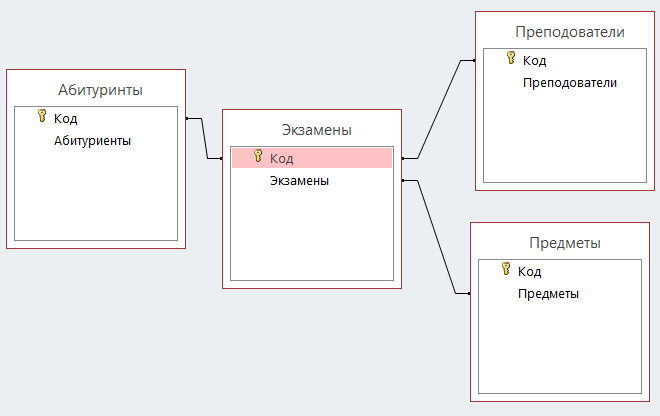 Абитуринты
Код
Абитуриенты
Экзамены
Код
Экзамены
Преподователи
Код
Преподователи
Предметы
Код
Предметы